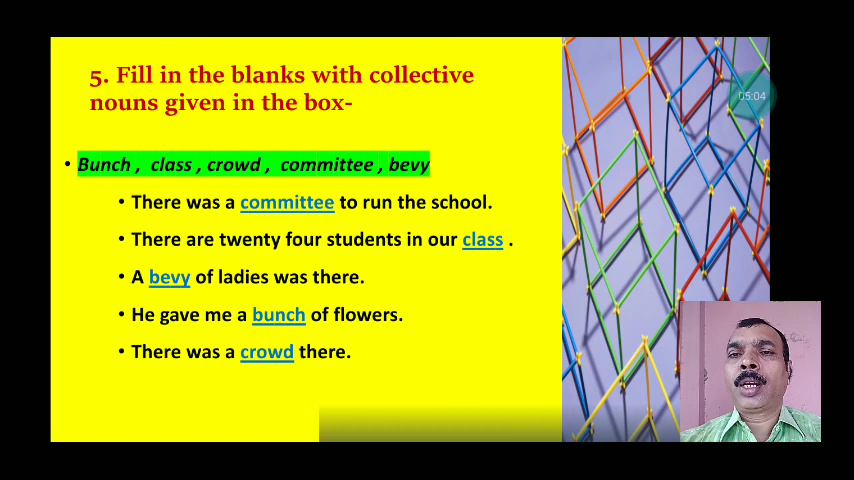 5. Fill in the blanks with collective
nouns given in the box-
05:04
• Bunch , class , crowd , committee , bevy
• There was a committee to run the school.
• There are twenty four students in our class .
• A bevy of ladies was there.
• He gave me a bunch of flowers.
• There was a crowd there.